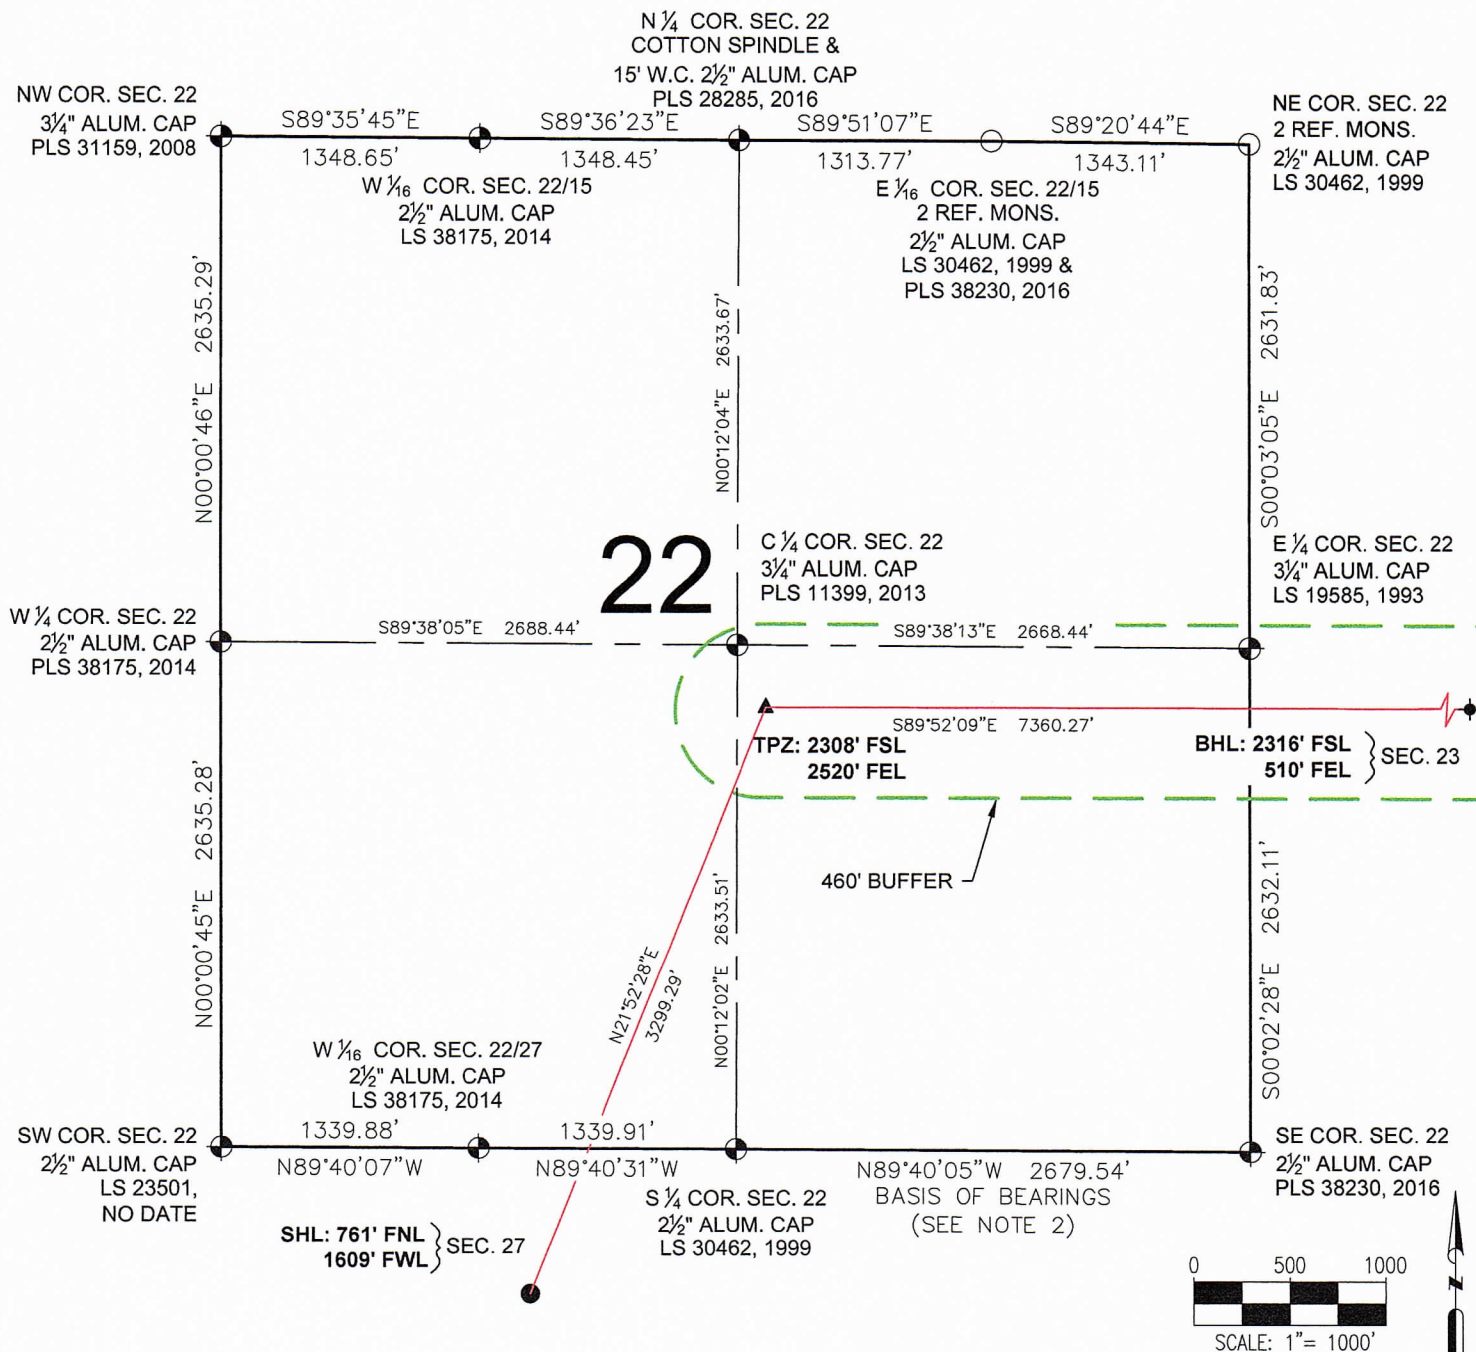 N ¼ COR. SEC. 22
COTTON SPINDLE &
15' W.C. 2½" ALUM. CAP
PLS 28285, 2016
NW COR. SEC. 22
3¼" ALUM. CAP
PLS 31159, 2008
S89°35'45"E
1348.65'
S89°36'23"E
1348.45'
S89°51'07"E
1313.77'
S89°20'44"E
1343.11'
NE COR. SEC. 22
2 REF. MONS.
2½" ALUM. CAP
LS 30462, 1999
W 1⁄16 COR. SEC. 22/15
2½" ALUM. CAP
LS 38175, 2014
E 1⁄16 COR. SEC. 22/15
2 REF. MONS.
2½" ALUM. CAP
LS 30462, 1999 &
PLS 38230, 2016
N00°00'46"E 2635.29'
N00°12'04"E 2633.67'
S00°03'05"E 2631.83'
22
C ¼ COR. SEC. 22
3¼" ALUM. CAP
PLS 11399, 2013
E ¼ COR. SEC. 22
3¼" ALUM. CAP
LS 19585, 1993
W ¼ COR. SEC. 22
2½" ALUM. CAP
PLS 38175, 2014
S89°38'05"E 2688.44'
S89°38'13"E 2668.44'
S89°52'09"E 7360.27'
TPZ: 2308' FSL
2520' FEL
BHL: 2316' FSL
510' FEL
SEC. 23
460' BUFFER
N00°00'45"E 2635.28'
N21°52'28"E
3299.29'
N00°12'02"E 2633.51'
S00°02'28"E 2632.11'
W 1⁄16 COR. SEC. 22/27
2½" ALUM. CAP
LS 38175, 2014
SW COR. SEC. 22
2½" ALUM. CAP
LS 23501,
NO DATE
1339.88'
N89°40'07"W
1339.91'
N89°40'31"W
N89°40'05"W 2679.54'
BASIS OF BEARINGS
(SEE NOTE 2)
SE COR. SEC. 22
2½" ALUM. CAP
PLS 38230, 2016
S ¼ COR. SEC. 22
2½" ALUM. CAP
LS 30462, 1999
SHL: 761' FNL
1609' FWL
SEC. 27
0 500 1000
SCALE: 1"= 1000'
N